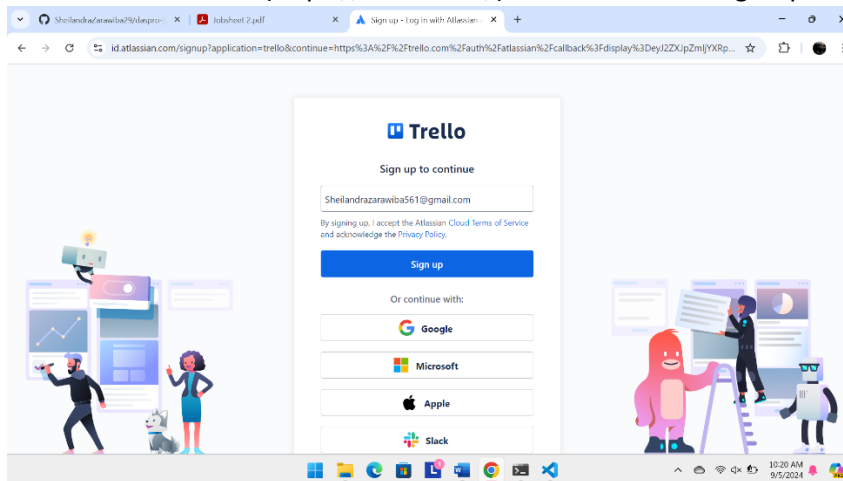 SheilandraZarawiba29/daspro-j
Jobsheet 2.pdf
Sign up - Log in with Atlassian
id.atlassian.com/signup?application=trello&continue=https%3A%2F%2Ftrello.com%2Fauth%2Fatlassian%2Fcallback%3Fdisplay%3DeyJ2ZXJpZmljYXRp...
Trello
Sign up to continue
Sheilandrazarawiba561@gmail.com
By signing up, I accept the Atlassian Cloud Terms of Service
and acknowledge the Privacy Policy.
Sign up
Or continue with:
Google
Microsoft
Apple
Slack
10:20 AM
9/5/2024